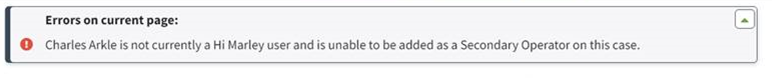 Errors on current page:
Charles Arkle is not currently a Hi Marley user and is unable to be added as a Secondary Operator on this case.